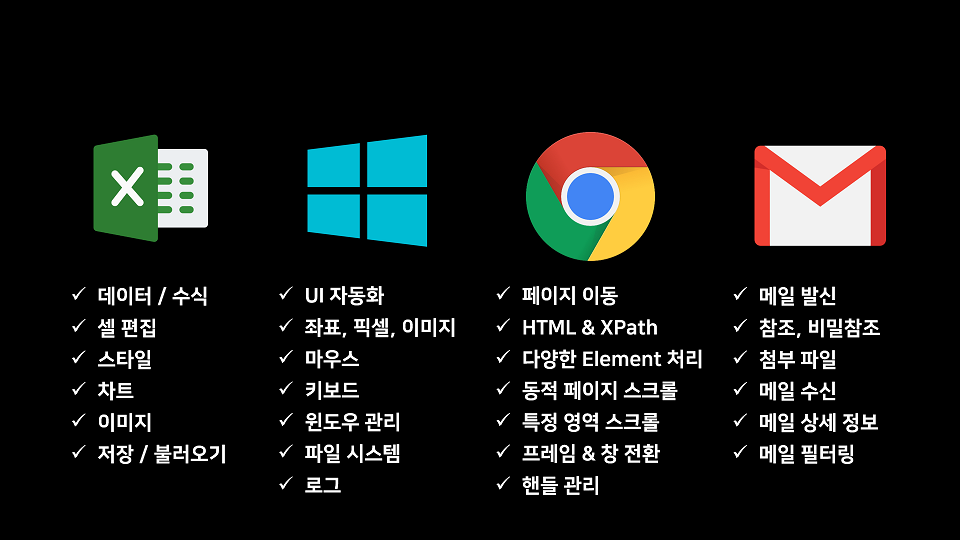 데이터 / 수식
셀 편집
스타일
차트
이미지
저장 / 불러오기
UI 자동화
좌표, 픽셀, 이미지
마우스
키보드
윈도우 관리
파일 시스템
로그
페이지 이동
HTML & XPath
다양한 Element 처리
동적 페이지 스크롤
특정 영역 스크롤
프레임 & 창 전환
핸들 관리
메일 발신
참조, 비밀참조
첨부 파일
메일 수신
메일 상세 정보
메일 필터링